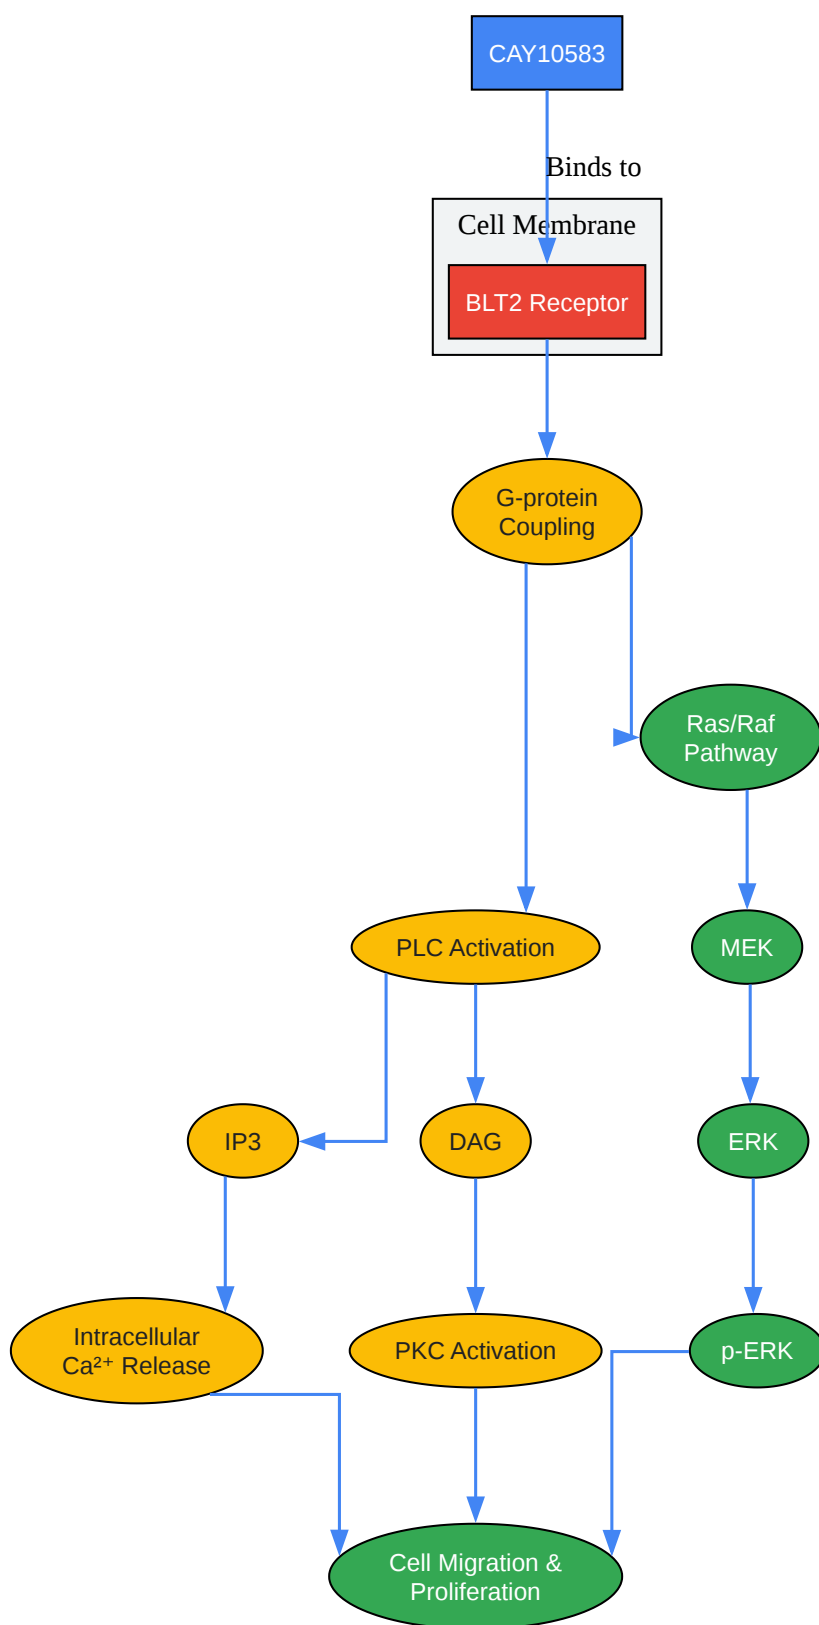 CAY10583
Binds to
Cell Membrane
BLT2 Receptor
G-protein
Coupling
Ras/Raf
Pathway
PLC Activation
MEK
IP3
DAG
ERK
Intracellular
Ca²⁺ Release
PKC Activation
p-ERK
Cell Migration &
Proliferation